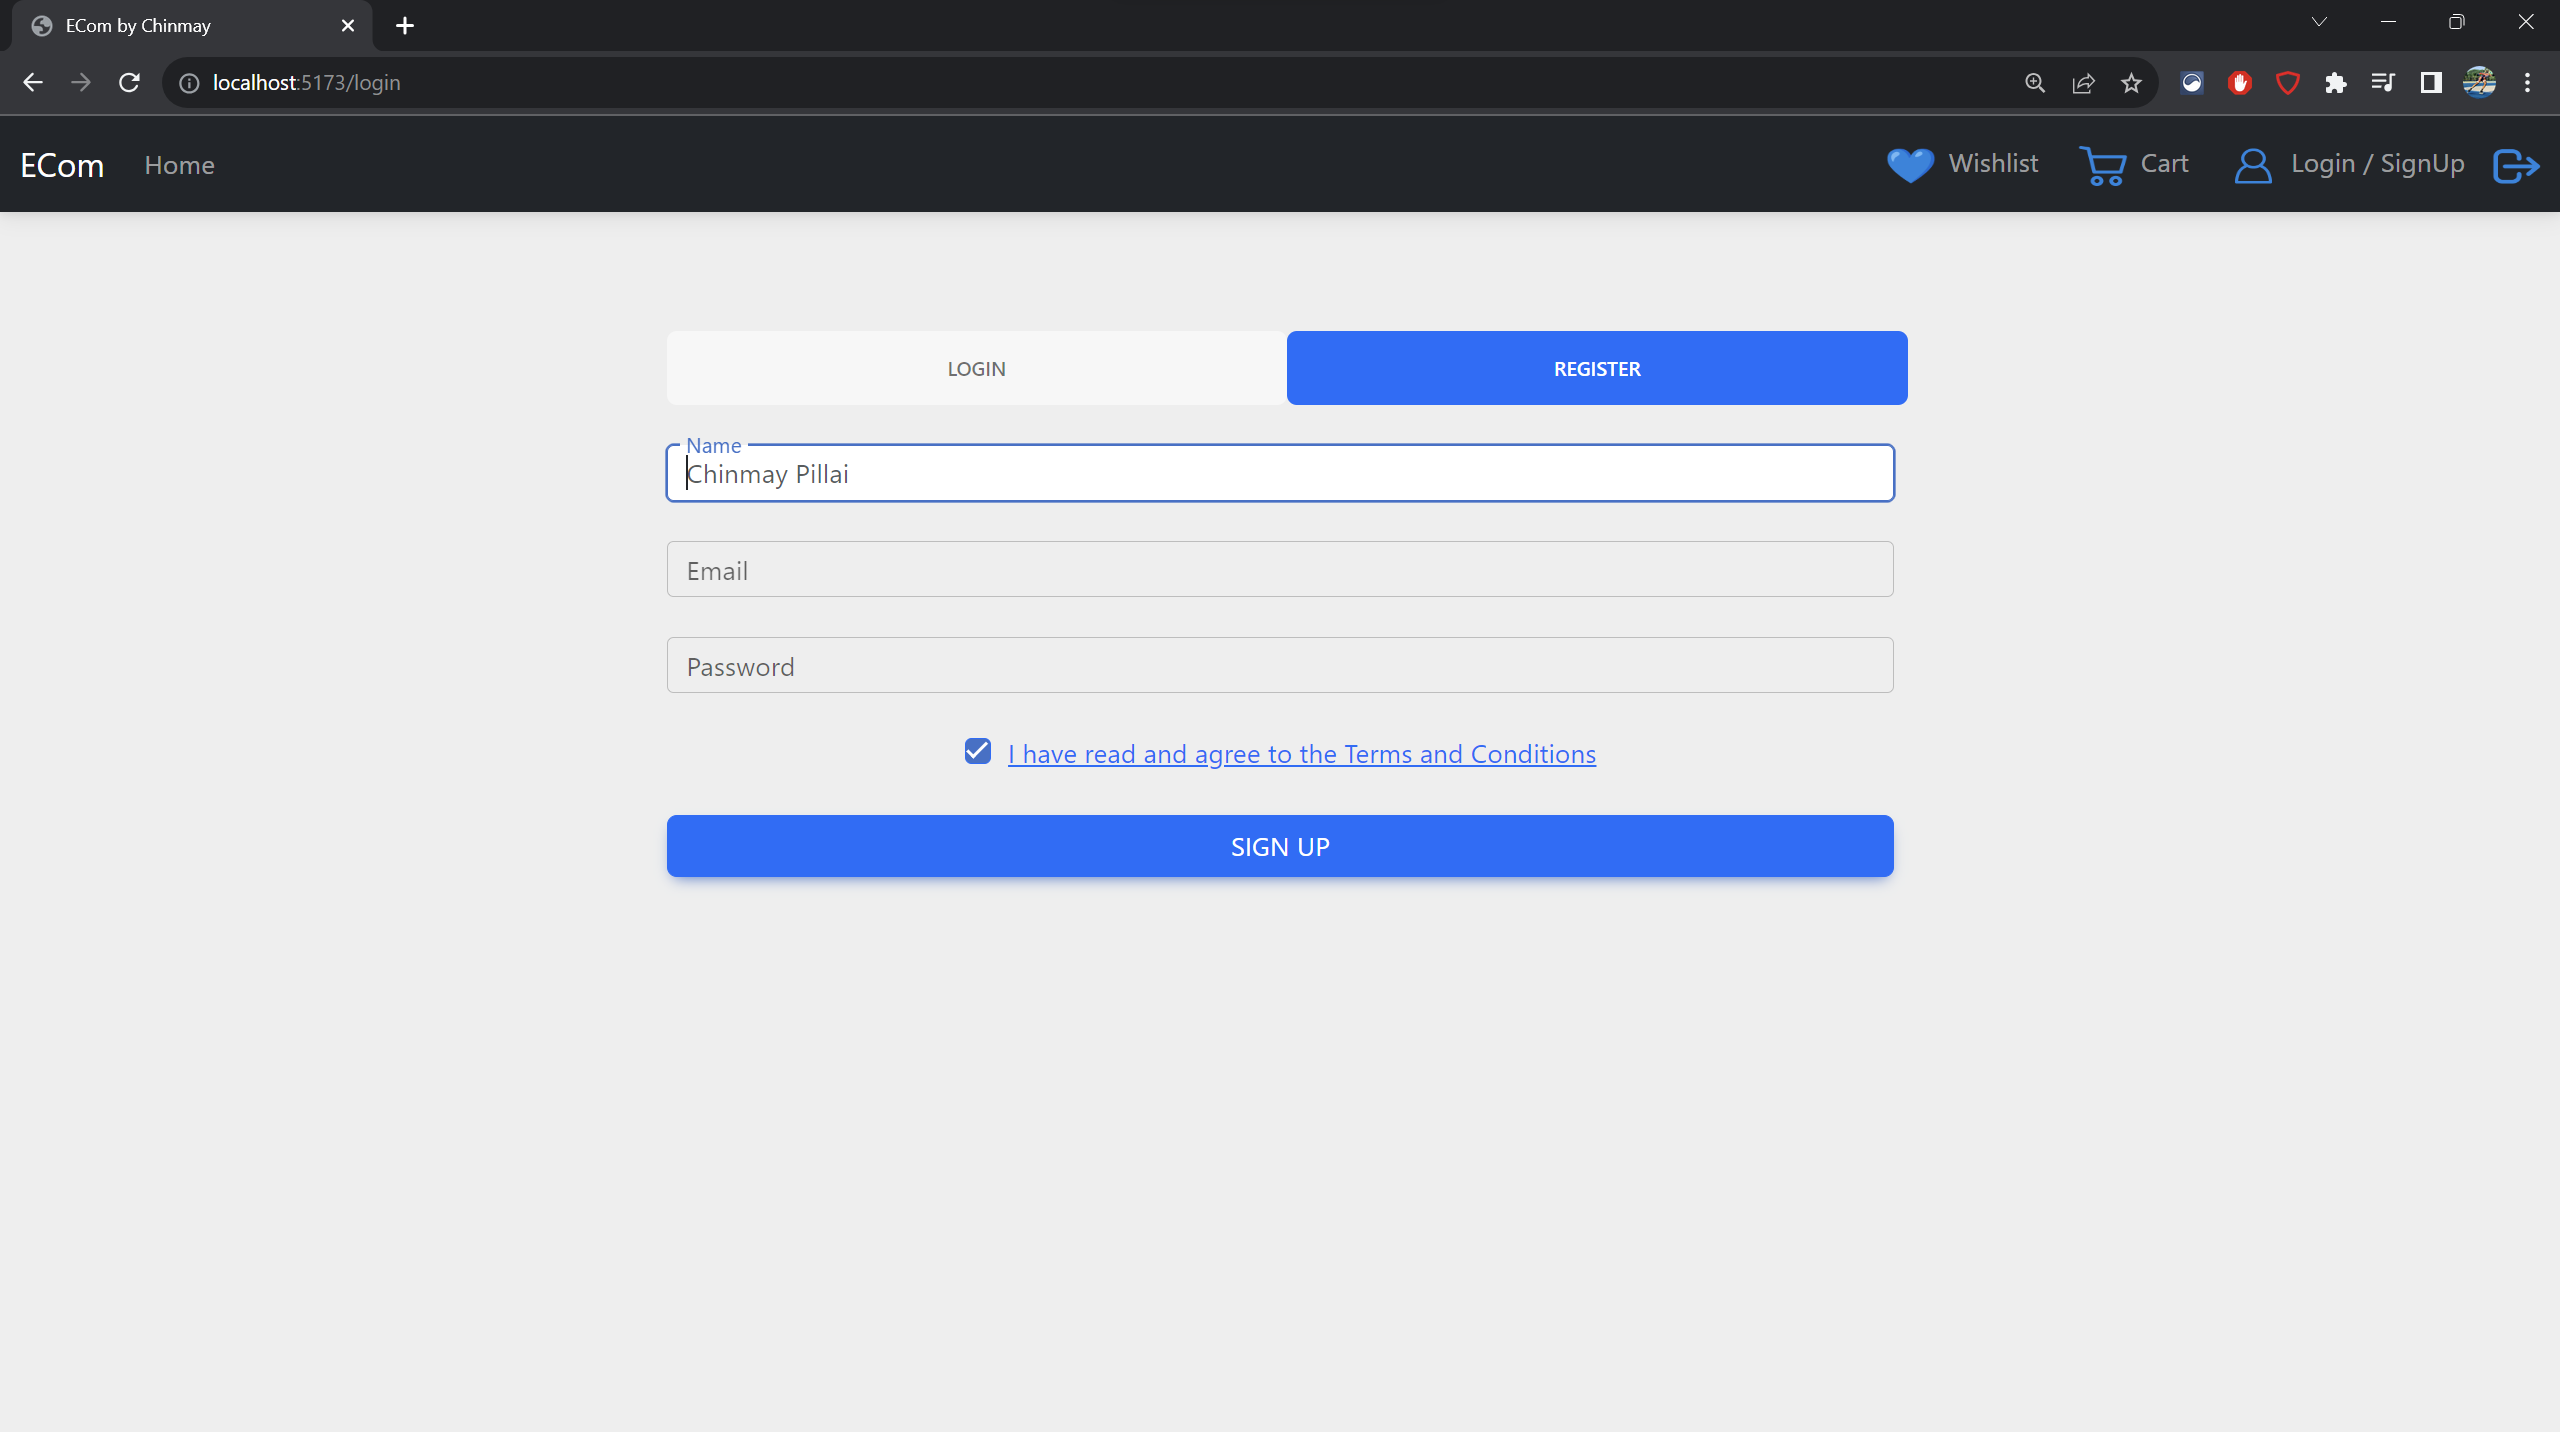 ECom by Chinmay
localhost:5173/login
ECom Home Wishlist Cart Login / SignUp
LOGIN REGISTER
Name
Chinmay Pillai
Email
Password
I have read and agree to the Terms and Conditions
SIGN UP